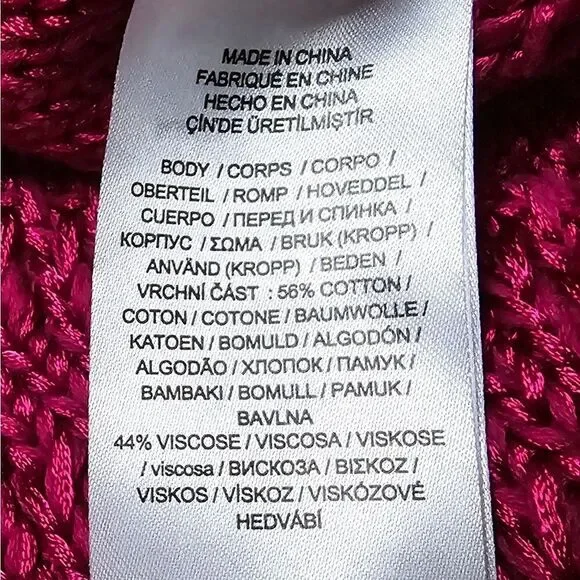 MADE IN CHINA
FABRIQUÉ EN CHINE
HECHO EN CHINA
ÇİN'DE ÜRETİLMİŞTİR
BODY / CORPS / CORPO /
OBERTEIL / ROMP / HOVEDDEL /
CUERPO / ПЕРЕД И СПИНКА /
КОРПУС / ΣΩΜΑ / BRUK (KROPP) /
ANVÄND (KROPP) / BEDEN /
VRCHNÍ ČÁST : 56% COTTON /
COTON / COTONE / BAUMWOLLE /
KATOEN / BOMULD / ALGODÓN /
ALGODÃO / ХЛОПОК / ПАМУК /
BAMBAKI / BOMULL / PAMUK /
BAVLNA
44% VISCOSE / VISCOSA / VISKOSE
/ viscosa / ВИСКОЗА / ΒΙΣΚΟΖ /
VISKOS / VİSKOZ / VISKÓZOVÉ
HEDVÁBÍ